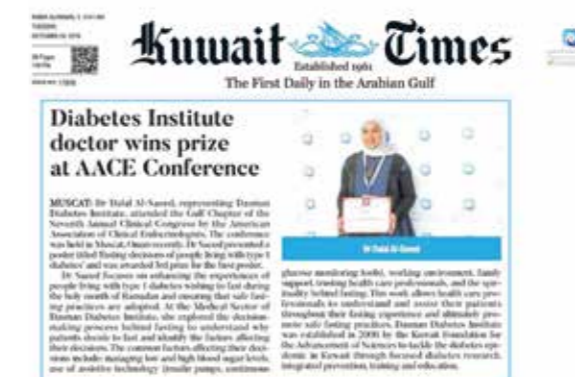 TUESDAY,
Kuwait Times
Established 1961
The First Daily in the Arabian Gulf
Diabetes Institute
doctor wins prize
at AACE Conference
MUSCAT: Dr Dalal Al-Saeed, representing Dasman
Diabetes Institute, attended the Gulf Chapter of the
Seventh Annual Clinical Congress by the American
Association of Clinical Endocrinologists. The conference
was held in Muscat, Oman recently. Dr Saeed presented a
poster titled 'Fasting decisions of people living with type 1
diabetes' and was awarded 3rd prize for the best poster.
Dr Saeed focuses on enhancing the experiences of
people living with type 1 diabetes wishing to fast during
the holy month of Ramadan and ensuring that safe fast-
ing practices are adopted. At the Medical Sector of
Dasman Diabetes Institute, she explored the decision-
making process behind fasting to understand why
patients decide to fast and identify the factors affecting
their decisions. The common factors affecting their deci-
sions include: managing low and high blood sugar levels,
use of assistive technology (insulin pumps, continuous
Dr Dalal Al-Saeed
glucose monitoring tools), working environment, family
support, trusting health care professionals, and the spir-
ituality behind fasting. This work allows health care pro-
fessionals to understand and assist their patients
throughout their fasting experience and ultimately pro-
mote safe fasting practices. Dasman Diabetes Institute
was established in 2006 by the Kuwait Foundation for
the Advancement of Sciences to tackle the diabetes epi-
demic in Kuwait through focused diabetes research,
integrated prevention, training and education.